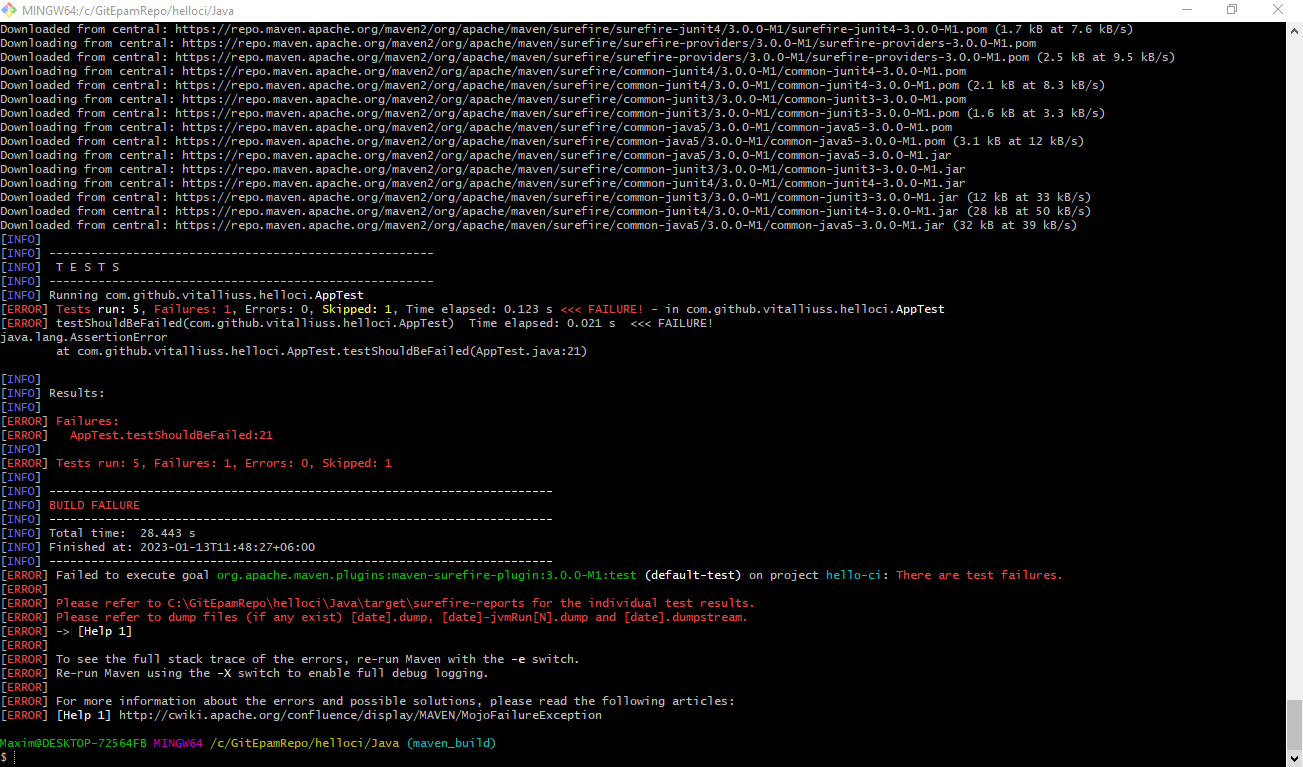 MINGW64:/c/GitEpamRepo/helloci/Java
Downloaded from central: https://repo.maven.apache.org/maven2/org/apache/maven/surefire/surefire-junit4/3.0.0-M1/surefire-junit4-3.0.0-M1.pom (1.7 kB at 7.6 kB/s)
Downloading from central: https://repo.maven.apache.org/maven2/org/apache/maven/surefire/surefire-providers/3.0.0-M1/surefire-providers-3.0.0-M1.pom
Downloaded from central: https://repo.maven.apache.org/maven2/org/apache/maven/surefire/surefire-providers/3.0.0-M1/surefire-providers-3.0.0-M1.pom (2.5 kB at 9.5 kB/s)
Downloading from central: https://repo.maven.apache.org/maven2/org/apache/maven/surefire/common-junit4/3.0.0-M1/common-junit4-3.0.0-M1.pom
Downloaded from central: https://repo.maven.apache.org/maven2/org/apache/maven/surefire/common-junit4/3.0.0-M1/common-junit4-3.0.0-M1.pom (2.1 kB at 8.3 kB/s)
Downloading from central: https://repo.maven.apache.org/maven2/org/apache/maven/surefire/common-junit3/3.0.0-M1/common-junit3-3.0.0-M1.pom
Downloaded from central: https://repo.maven.apache.org/maven2/org/apache/maven/surefire/common-junit3/3.0.0-M1/common-junit3-3.0.0-M1.pom (1.6 kB at 3.3 kB/s)
Downloading from central: https://repo.maven.apache.org/maven2/org/apache/maven/surefire/common-java5/3.0.0-M1/common-java5-3.0.0-M1.pom
Downloaded from central: https://repo.maven.apache.org/maven2/org/apache/maven/surefire/common-java5/3.0.0-M1/common-java5-3.0.0-M1.pom (3.1 kB at 12 kB/s)
Downloading from central: https://repo.maven.apache.org/maven2/org/apache/maven/surefire/common-java5/3.0.0-M1/common-java5-3.0.0-M1.jar
Downloading from central: https://repo.maven.apache.org/maven2/org/apache/maven/surefire/common-junit3/3.0.0-M1/common-junit3-3.0.0-M1.jar
Downloading from central: https://repo.maven.apache.org/maven2/org/apache/maven/surefire/common-junit4/3.0.0-M1/common-junit4-3.0.0-M1.jar
Downloaded from central: https://repo.maven.apache.org/maven2/org/apache/maven/surefire/common-junit3/3.0.0-M1/common-junit3-3.0.0-M1.jar (12 kB at 33 kB/s)
Downloaded from central: https://repo.maven.apache.org/maven2/org/apache/maven/surefire/common-junit4/3.0.0-M1/common-junit4-3.0.0-M1.jar (28 kB at 50 kB/s)
Downloaded from central: https://repo.maven.apache.org/maven2/org/apache/maven/surefire/common-java5/3.0.0-M1/common-java5-3.0.0-M1.jar (32 kB at 39 kB/s)
[INFO]
[INFO] -------------------------------------------------------
[INFO]  T E S T S
[INFO] -------------------------------------------------------
[INFO] Running com.github.vitalliuss.helloci.AppTest
[ERROR] Tests run: 5, Failures: 1, Errors: 0, Skipped: 1, Time elapsed: 0.123 s <<< FAILURE! - in com.github.vitalliuss.helloci.AppTest
[ERROR] testShouldBeFailed(com.github.vitalliuss.helloci.AppTest)  Time elapsed: 0.021 s  <<< FAILURE!
java.lang.AssertionError
        at com.github.vitalliuss.helloci.AppTest.testShouldBeFailed(AppTest.java:21)
[INFO]
[INFO] Results:
[INFO]
[ERROR] Failures:
[ERROR]   AppTest.testShouldBeFailed:21
[INFO]
[ERROR] Tests run: 5, Failures: 1, Errors: 0, Skipped: 1
[INFO]
[INFO] ------------------------------------------------------------------------
[INFO] BUILD FAILURE
[INFO] ------------------------------------------------------------------------
[INFO] Total time:  28.443 s
[INFO] Finished at: 2023-01-13T11:48:27+06:00
[INFO] ------------------------------------------------------------------------
[ERROR] Failed to execute goal org.apache.maven.plugins:maven-surefire-plugin:3.0.0-M1:test (default-test) on project hello-ci: There are test failures.
[ERROR]
[ERROR] Please refer to C:\GitEpamRepo\helloci\Java\target\surefire-reports for the individual test results.
[ERROR] Please refer to dump files (if any exist) [date].dump, [date]-jvmRun[N].dump and [date].dumpstream.
[ERROR] -> [Help 1]
[ERROR]
[ERROR] To see the full stack trace of the errors, re-run Maven with the -e switch.
[ERROR] Re-run Maven using the -X switch to enable full debug logging.
[ERROR]
[ERROR] For more information about the errors and possible solutions, please read the following articles:
[ERROR] [Help 1] http://cwiki.apache.org/confluence/display/MAVEN/MojoFailureException
Maxim@DESKTOP-72564FB MINGW64 /c/GitEpamRepo/helloci/Java (maven_build)
$